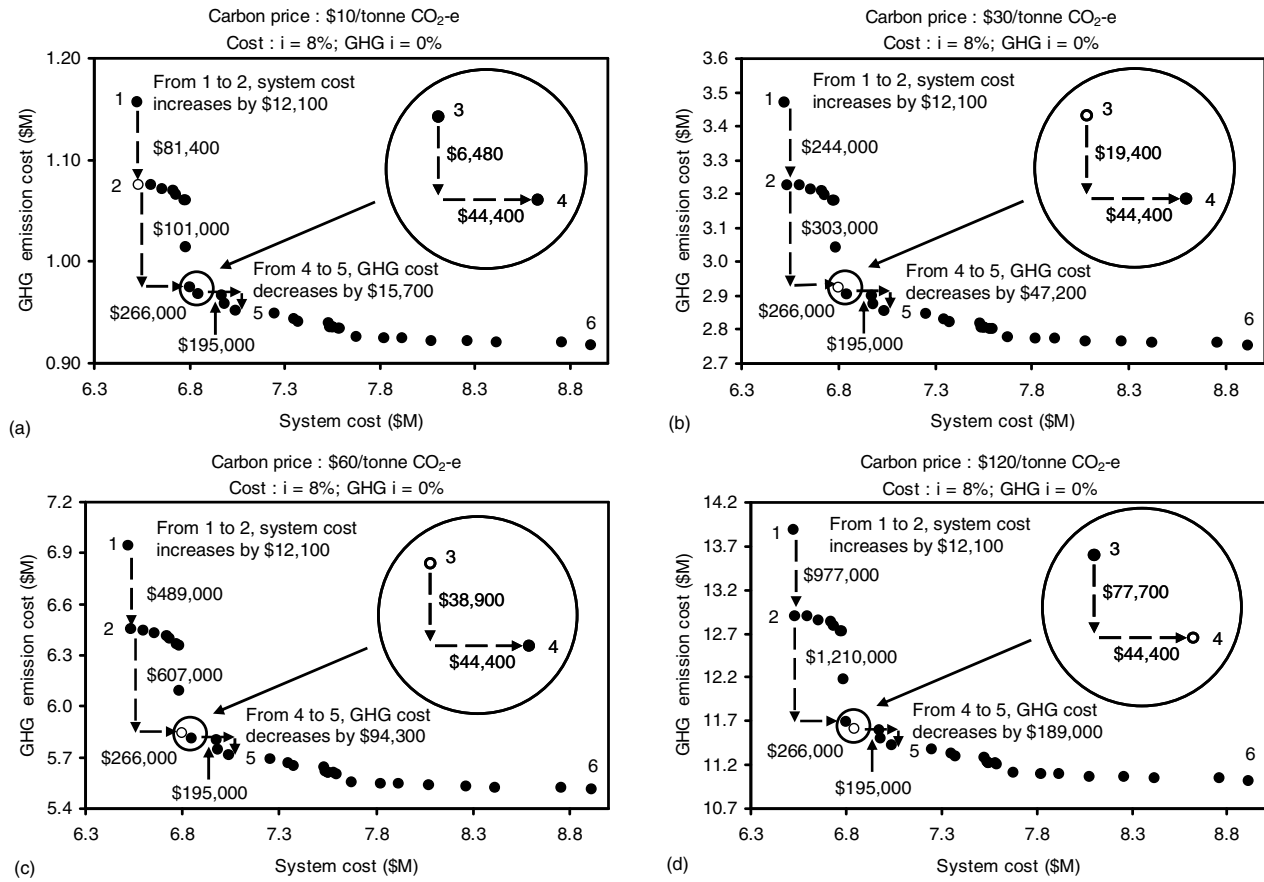 Carbon price : $10/tonne CO₂-e
Cost : i = 8%; GHG i = 0%
GHG emission cost ($M)
1.20
1.10
1.00
0.90
From 1 to 2, system cost
increases by $12,100
1
$81,400
2
$101,000
$266,000
$195,000
From 4 to 5, GHG cost
decreases by $15,700
3
$6,480
$44,400
4
5
6
6.3 6.8 7.3 7.8 8.3 8.8
System cost ($M)
(a)
Carbon price : $30/tonne CO₂-e
Cost : i = 8%; GHG i = 0%
GHG emission cost ($M)
3.6
3.5
3.4
3.3
3.2
3.1
3.0
2.9
2.8
2.7
From 1 to 2, system cost
increases by $12,100
1
$244,000
2
$303,000
$266,000
$195,000
From 4 to 5, GHG cost
decreases by $47,200
3
$19,400
$44,400
4
5
6
6.3 6.8 7.3 7.8 8.3 8.8
System cost ($M)
(b)
Carbon price : $60/tonne CO₂-e
Cost : i = 8%; GHG i = 0%
GHG emission cost ($M)
7.2
6.9
6.6
6.3
6.0
5.7
5.4
From 1 to 2, system cost
increases by $12,100
1
$489,000
2
$607,000
$266,000
$195,000
From 4 to 5, GHG cost
decreases by $94,300
3
$38,900
$44,400
4
5
6
6.3 6.8 7.3 7.8 8.3 8.8
System cost ($M)
(c)
Carbon price : $120/tonne CO₂-e
Cost : i = 8%; GHG i = 0%
GHG emission cost ($M)
14.2
13.7
13.2
12.7
12.2
11.7
11.2
10.7
From 1 to 2, system cost
increases by $12,100
1
$977,000
2
$1,210,000
$266,000
$195,000
From 4 to 5, GHG cost
decreases by $189,000
3
$77,700
$44,400
4
5
6
6.3 6.8 7.3 7.8 8.3 8.8
System cost ($M)
(d)